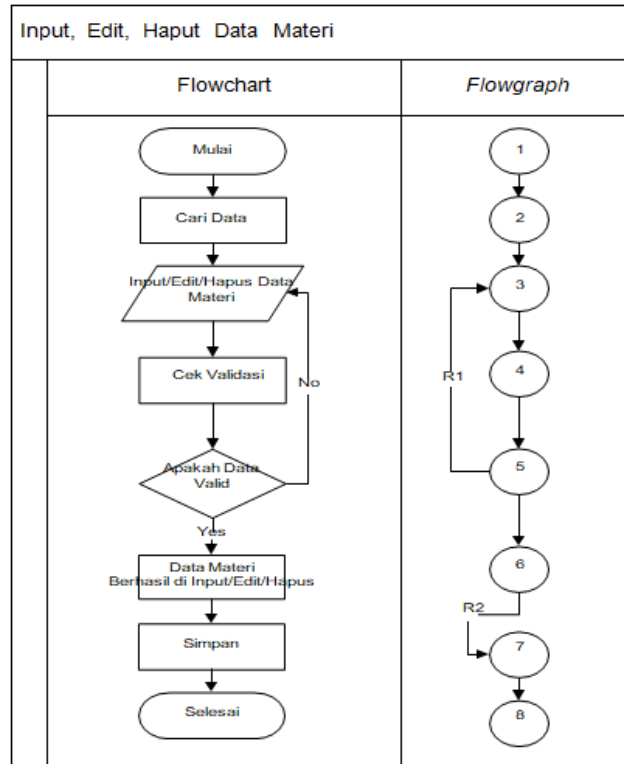 Input, Edit, Haput Data Materi
Flowchart
Flowgraph
Mulai
Cari Data
Input/Edit/Hapus Data
Materi
Cek Validasi
No
Apakah Data
Valid
Yes
Data Materi
Berhasil di Input/Edit/Hapus
Simpan
Selesai
1
2
3
4
R1
5
6
R2
7
8